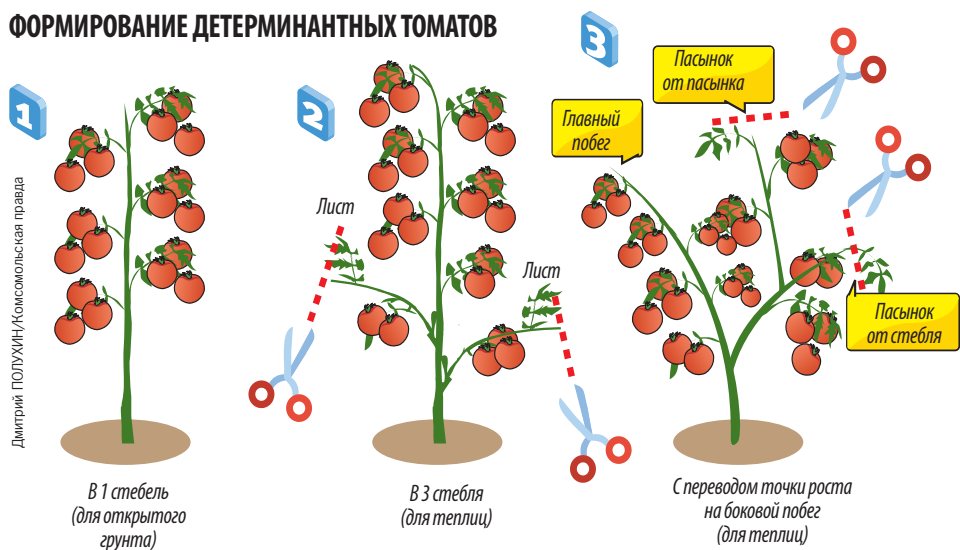 ФОРМИРОВАНИЕ ДЕТЕРМИНАНТНЫХ ТОМАТОВ
1
2
3
Пасынок
от пасынка
Главный
побег
Лист
Лист
Пасынок
от стебля
Дмитрий ПОЛУХИН/Комсомольская правда
В 1 стебель
(для открытого
грунта)
В 3 стебля
(для теплиц)
С переводом точки роста
на боковой побег
(для теплиц)